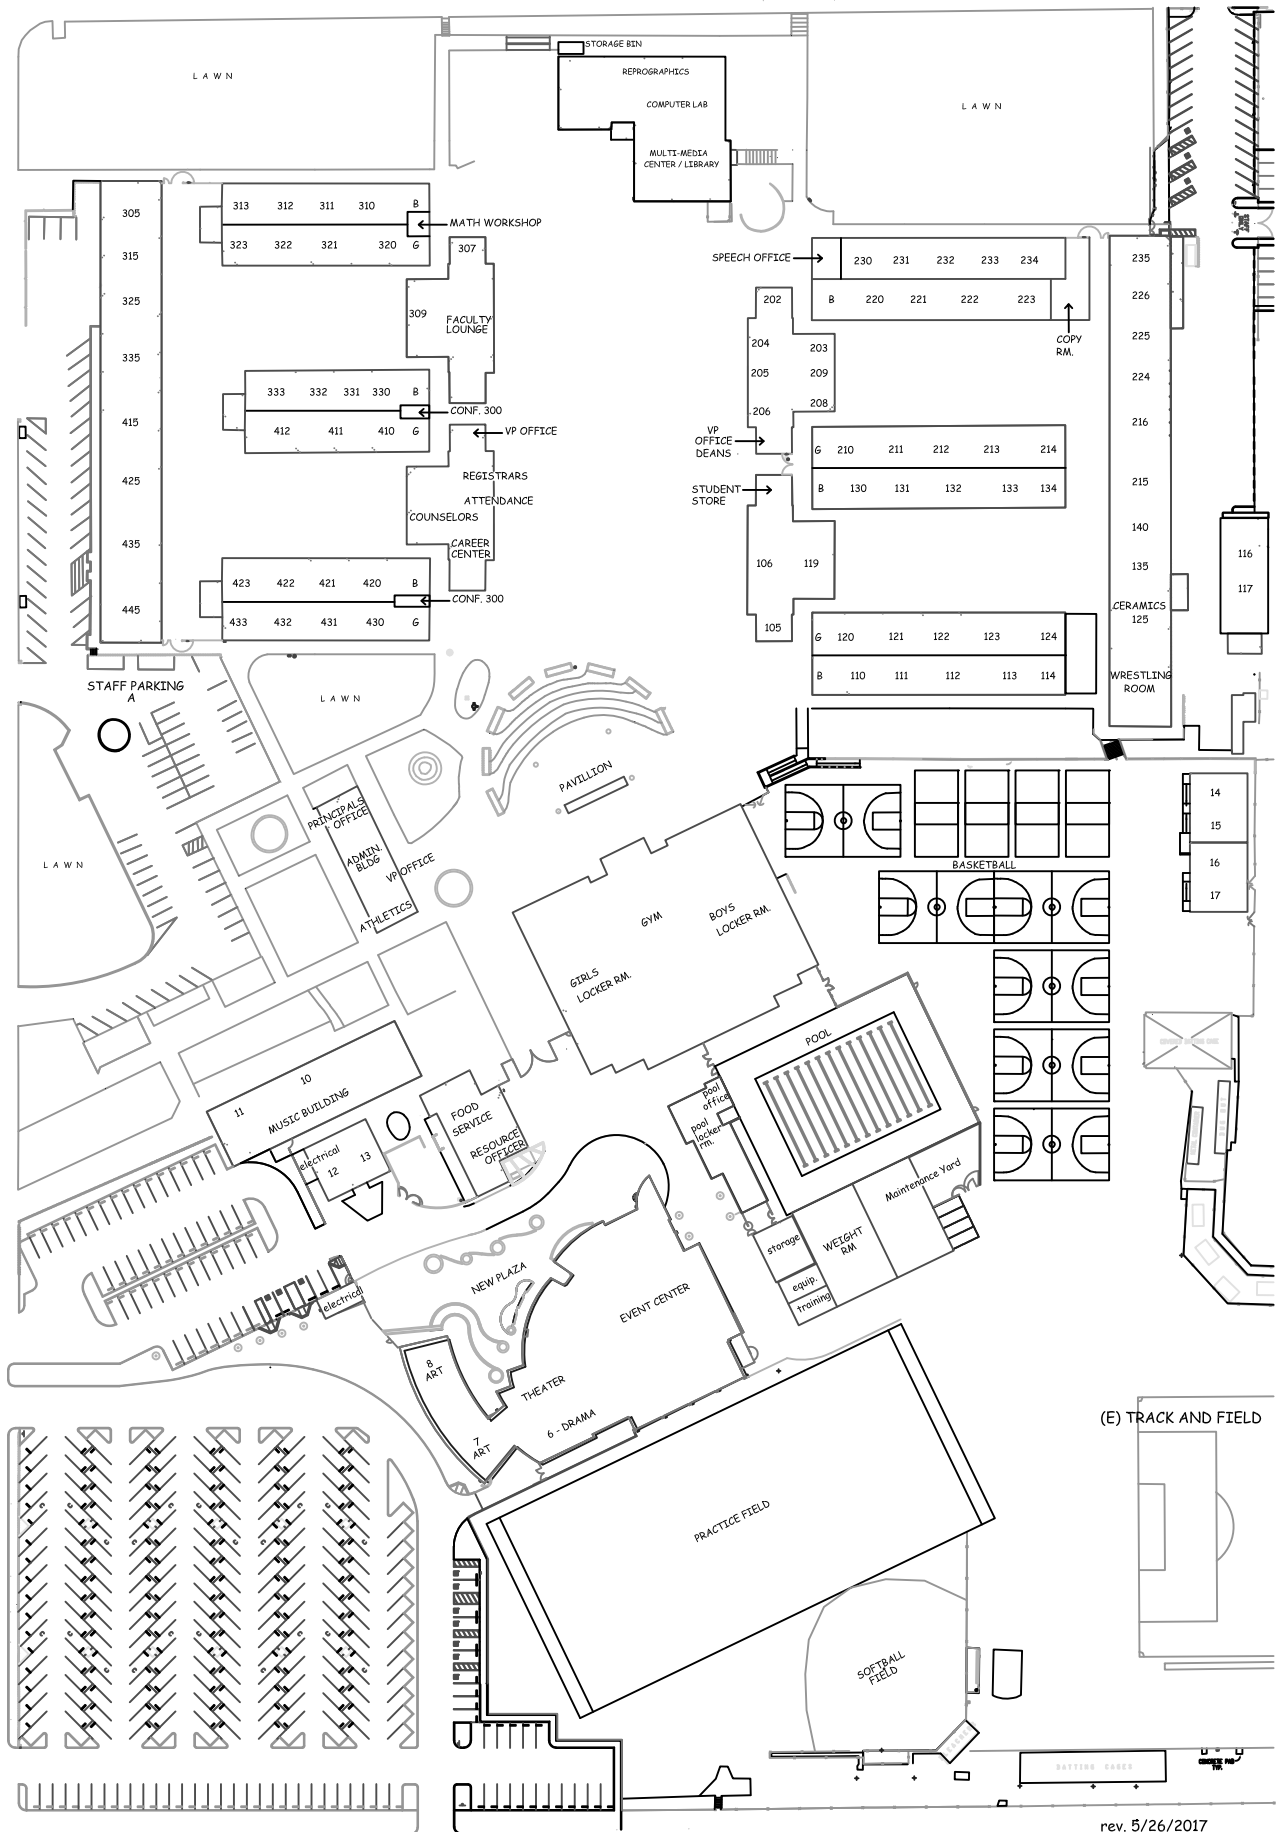 STORAGE BIN
REPROGRAPHICS
COMPUTER LAB
MULTI-MEDIA
CENTER / LIBRARY
LAWN
LAWN
305
315
325
335
415
425
435
445
313 312 311 310 B
MATH WORKSHOP
323 322 321 320 G
307
309
FACULTY
LOUNGE
333 332 331 330 B
CONF. 300
412 411 410 G
VP OFFICE
REGISTRARS
ATTENDANCE
COUNSELORS
CAREER
CENTER
423 422 421 420 B
CONF. 300
433 432 431 430 G
SPEECH OFFICE
230 231 232 233 234
B 220 221 222 223
COPY
RM.
202
204
203
205
209
208
206
VP
OFFICE
DEANS
G 210 211 212 213 214
B 130 131 132 133 134
STUDENT
STORE
106 119
105
G 120 121 122 123 124
B 110 111 112 113 114
235
226
225
224
216
215
140
135
CERAMICS
125
WRESTLING
ROOM
116
117
STAFF PARKING
A
LAWN
LAWN
PAVILLION
PRINCIPALS
OFFICE
ADMIN.
BLDG
VP OFFICE
ATHLETICS
GYM
BOYS
LOCKER RM.
GIRLS
LOCKER RM.
BASKETBALL
14
15
16
17
POOL
pool
office
pool
locker
rm.
10
11
MUSIC BUILDING
FOOD
SERVICE
RESOURCE
OFFICER
electrical
12
13
Maintenance Yard
storage
WEIGHT
RM
equip.
training
NEW PLAZA
EVENT CENTER
electrical
8
ART
THEATER
7
ART
6 - DRAMA
(E) TRACK AND FIELD
PRACTICE FIELD
SOFTBALL
FIELD
BATTING CAGES
CONCRETE PAD
TYP.
rev. 5/26/2017